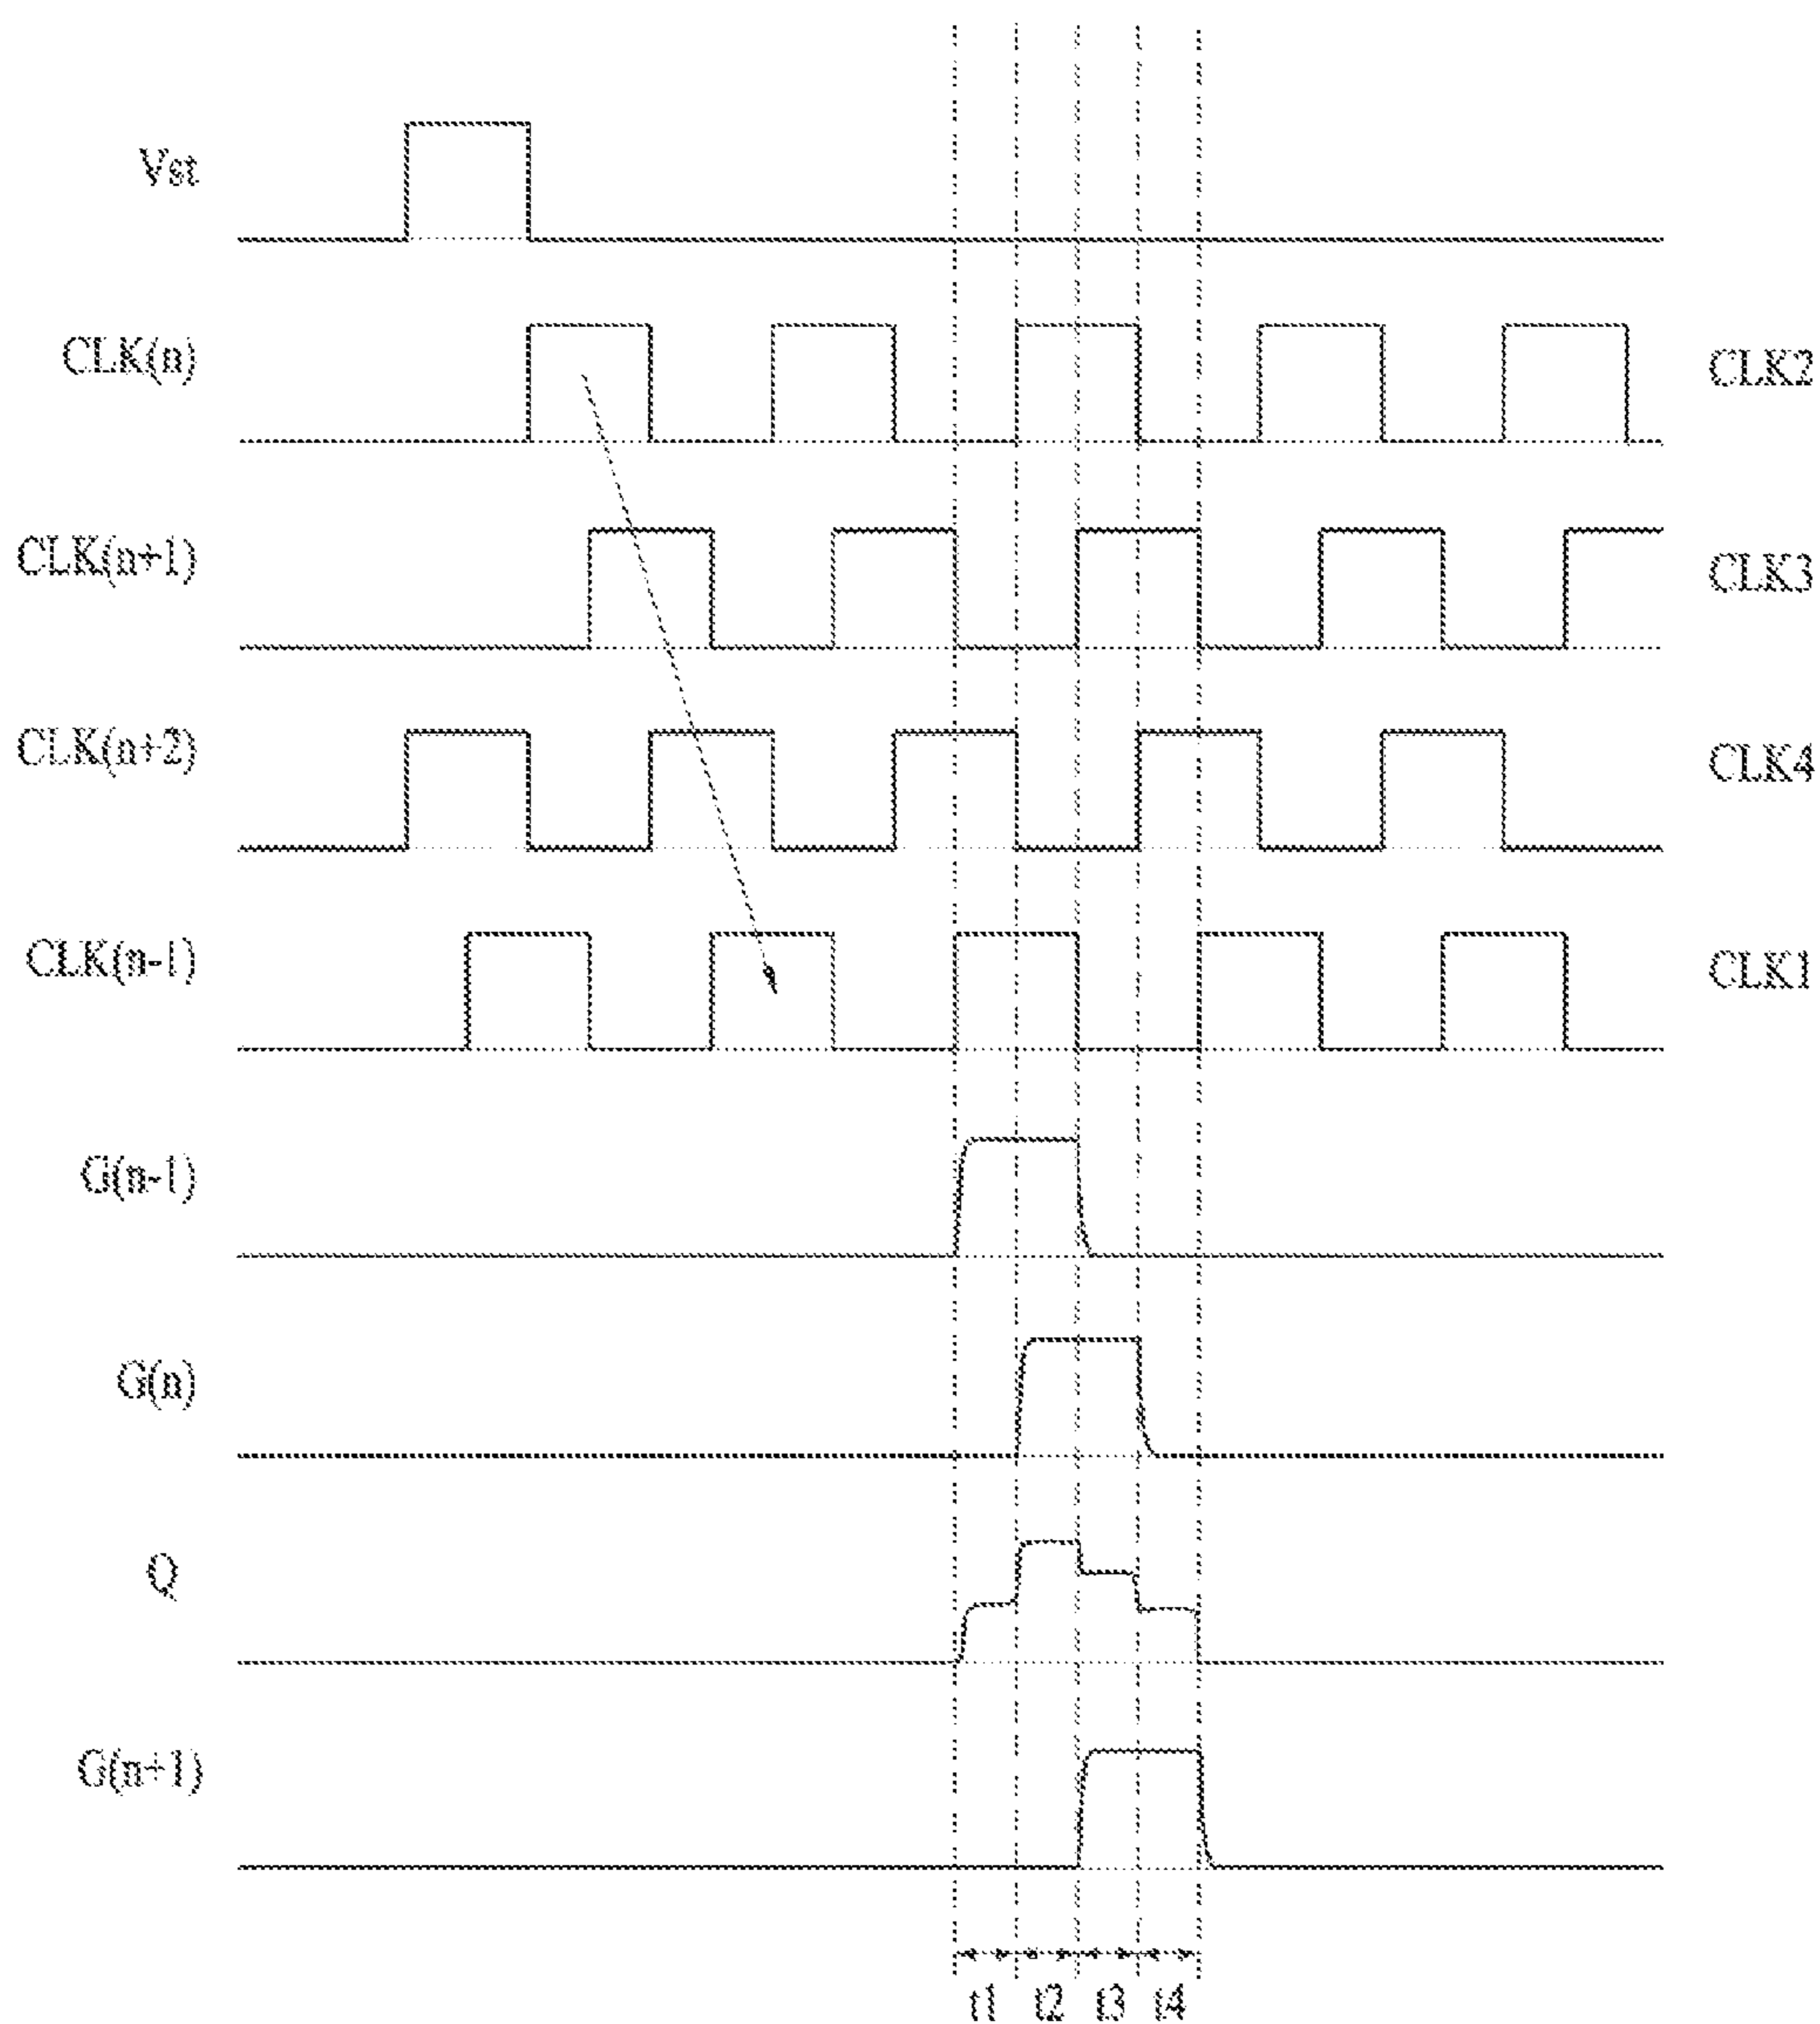 Vst
CLK(n) CLK2
CLK(n+1) CLK3
CLK(n+2) CLK4
CLK(n-1) CLK1
G(n-1)
G(n)
Q
G(n+1)
t1 t2 t3 t4